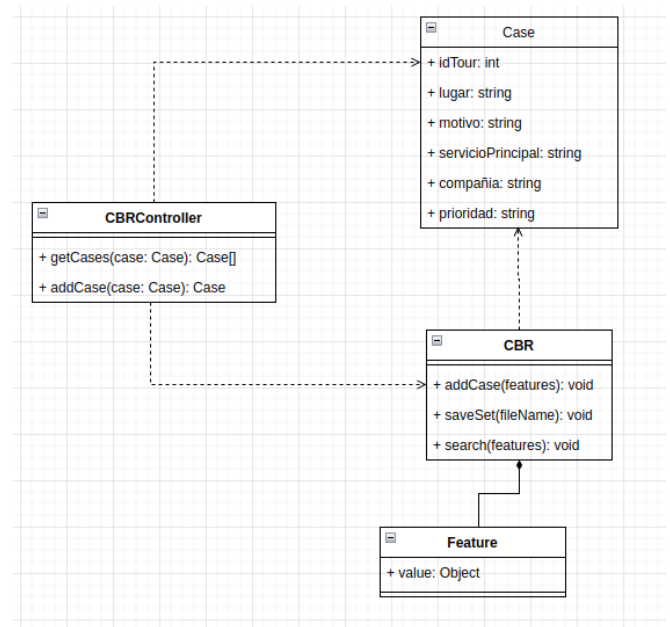 Case
+ idTour: int
+ lugar: string
+ motivo: string
+ servicioPrincipal: string
+ compañia: string
+ prioridad: string
CBRController
+ getCases(case: Case): Case[]
+ addCase(case: Case): Case
CBR
+ addCase(features): void
+ saveSet(fileName): void
+ search(features): void
Feature
+ value: Object